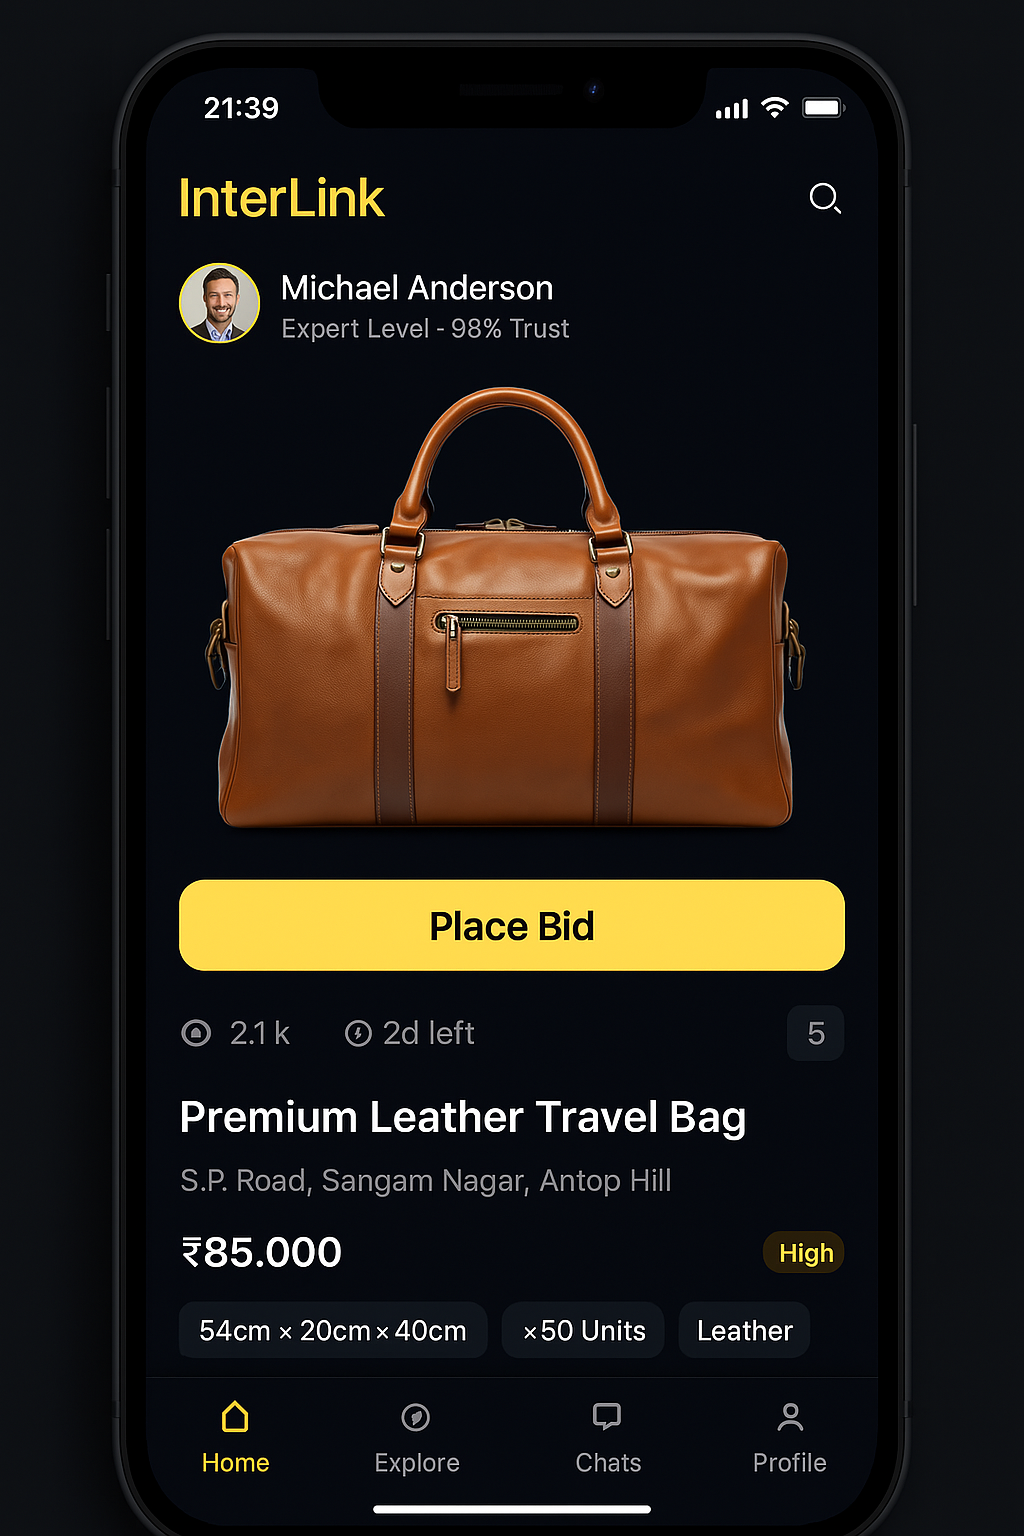 21:39
InterLink
Michael Anderson
Expert Level - 98% Trust
Place Bid
2.1 k 2d left 5
Premium Leather Travel Bag
S.P. Road, Sangam Nagar, Antop Hill
₹85.000 High
54cm × 20cm × 40cm ×50 Units Leather
Home Explore Chats Profile